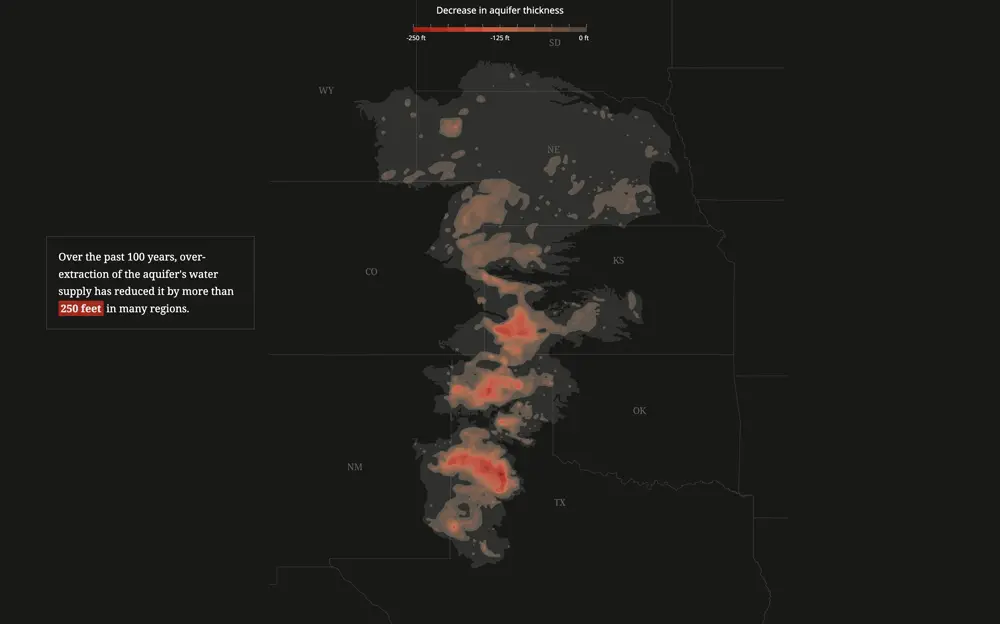 Decrease in aquifer thickness
-250 ft
-125 ft
0 ft
SD
WY
NE
Over the past 100 years, over-
extraction of the aquifer's water
supply has reduced it by more than
250 feet in many regions.
CO
KS
OK
NM
TX